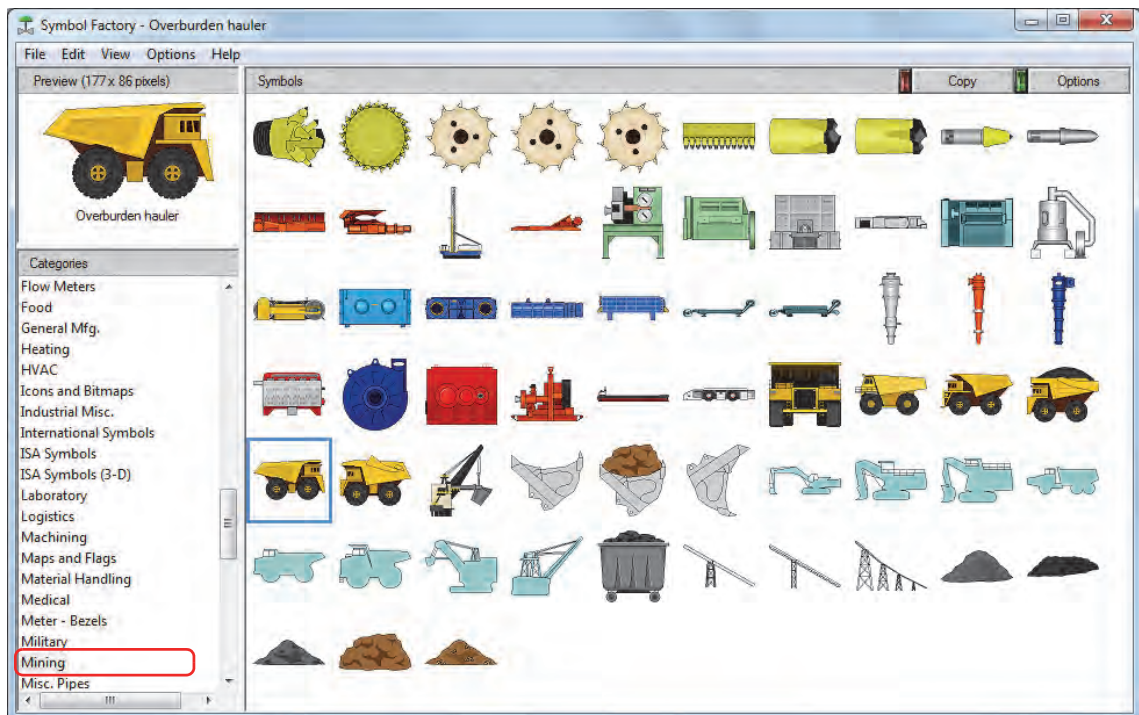 Symbol Factory - Overburden hauler
File Edit View Options Help
Preview (177 x 86 pixels)
Symbols
Copy
Options
Overburden hauler
Categories
Flow Meters
Food
General Mfg.
Heating
HVAC
Icons and Bitmaps
Industrial Misc.
International Symbols
ISA Symbols
ISA Symbols (3-D)
Laboratory
Logistics
Machining
Maps and Flags
Material Handling
Medical
Meter - Bezels
Military
Mining
Misc. Pipes